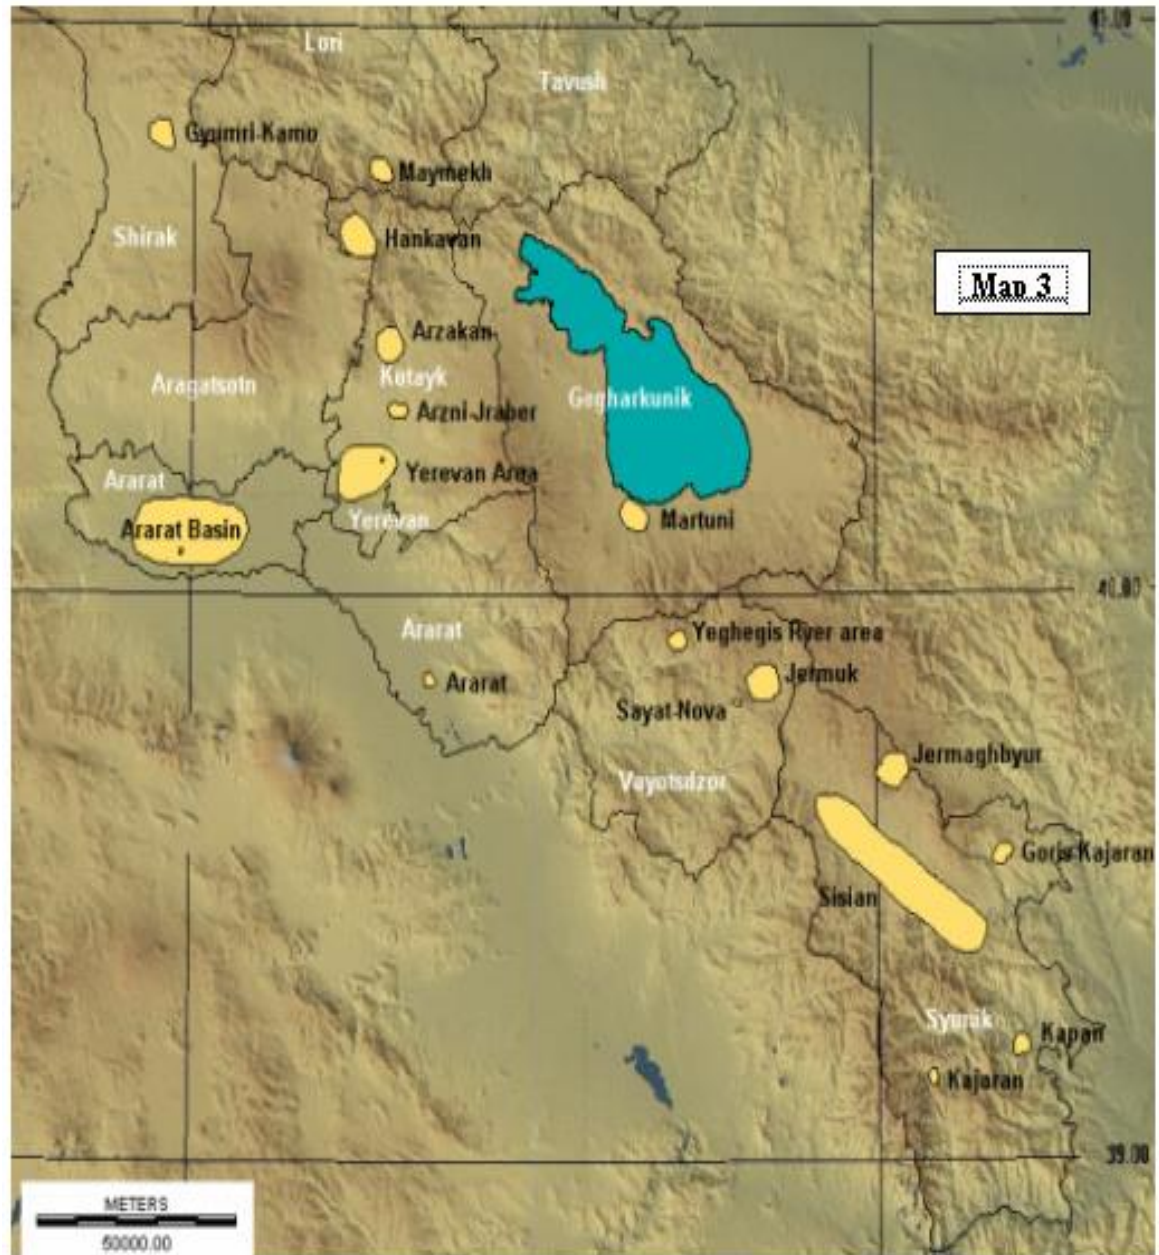 Lori
Tavush
Gyumri-Kamo
Maymekh
Shirak
Hankavan
Map 3
Arzakan
Aragatsotn
Kotayk
Gegharkunik
Arzni-Jraber
Ararat
Yerevan Area
Yerevan
Martuni
Ararat Basin
40.00
Ararat
Yeghegis Rver area
Ararat
Jermuk
Sayat-Nova
Jermaghbyur
Vayotsdzor
Goris-Kajaran
Sisian
Syunik
Kapan
Kajaran
39.00
METERS
50000.00